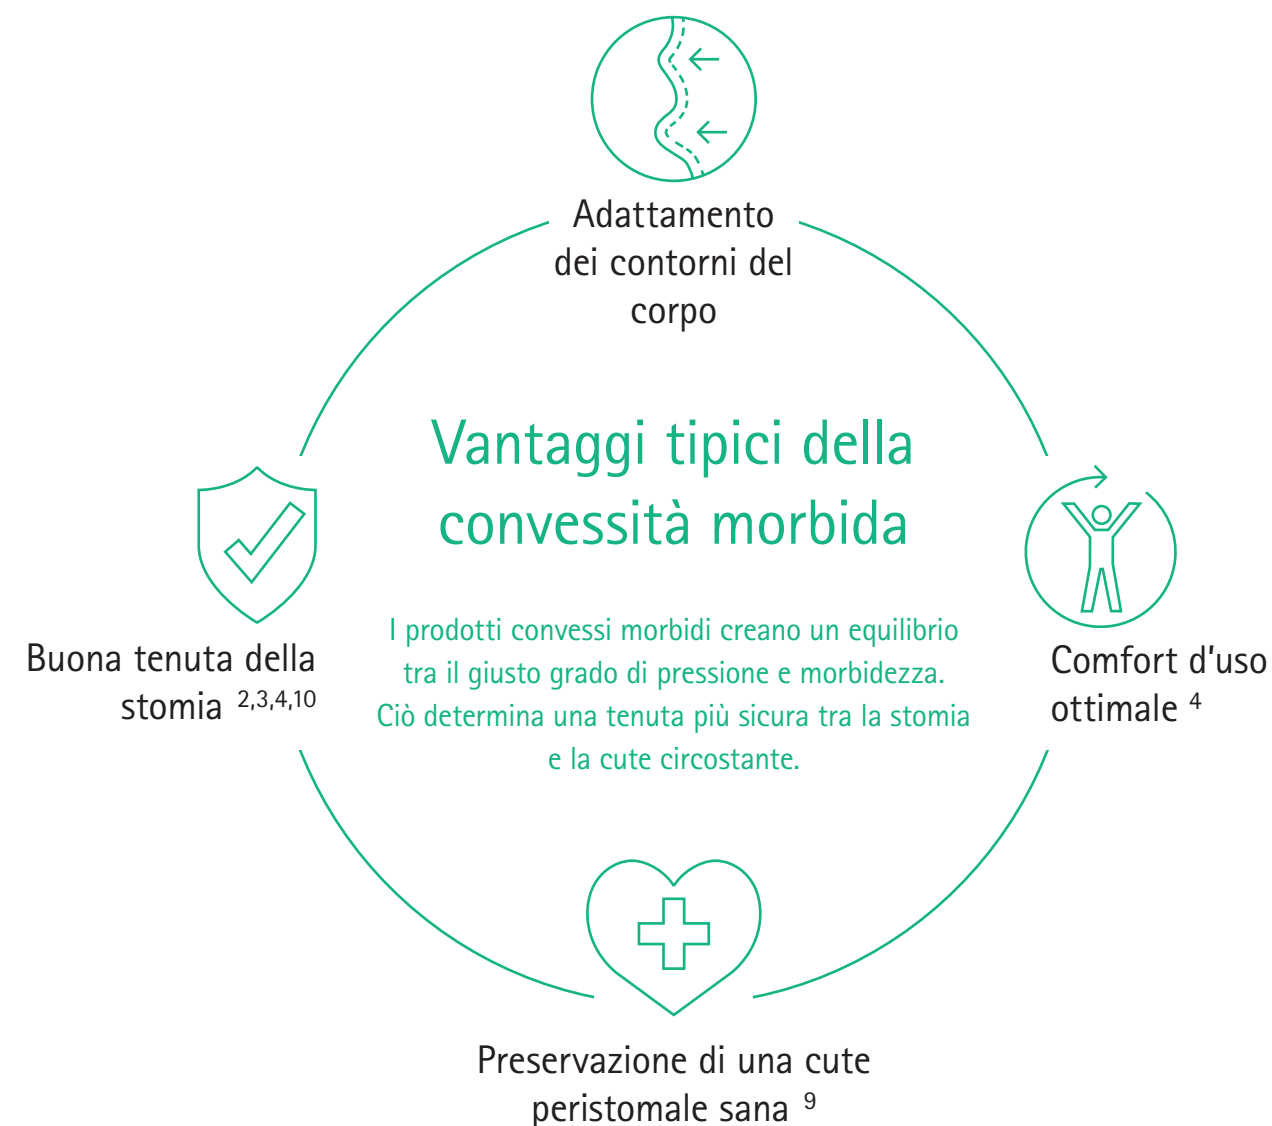 Adattamento
dei contorni del
corpo
Vantaggi tipici della
convessità morbida
I prodotti convessi morbidi creano un equilibrio
tra il giusto grado di pressione e morbidezza.
Ciò determina una tenuta più sicura tra la stomia
e la cute circostante.
Buona tenuta della
stomia 2,3,4,10
Comfort d'uso
ottimale 4
Preservazione di una cute
peristomale sana 9